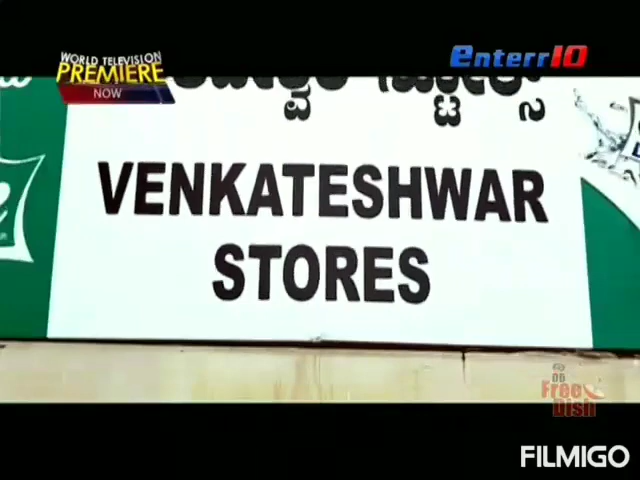 WORLD TELEVISION
PREMIERE
NOW
enterr10
ಸ್ಟೋರ್ಸ್
VENKATESHWAR
STORES
DD
Free
Dish
FILMIGO